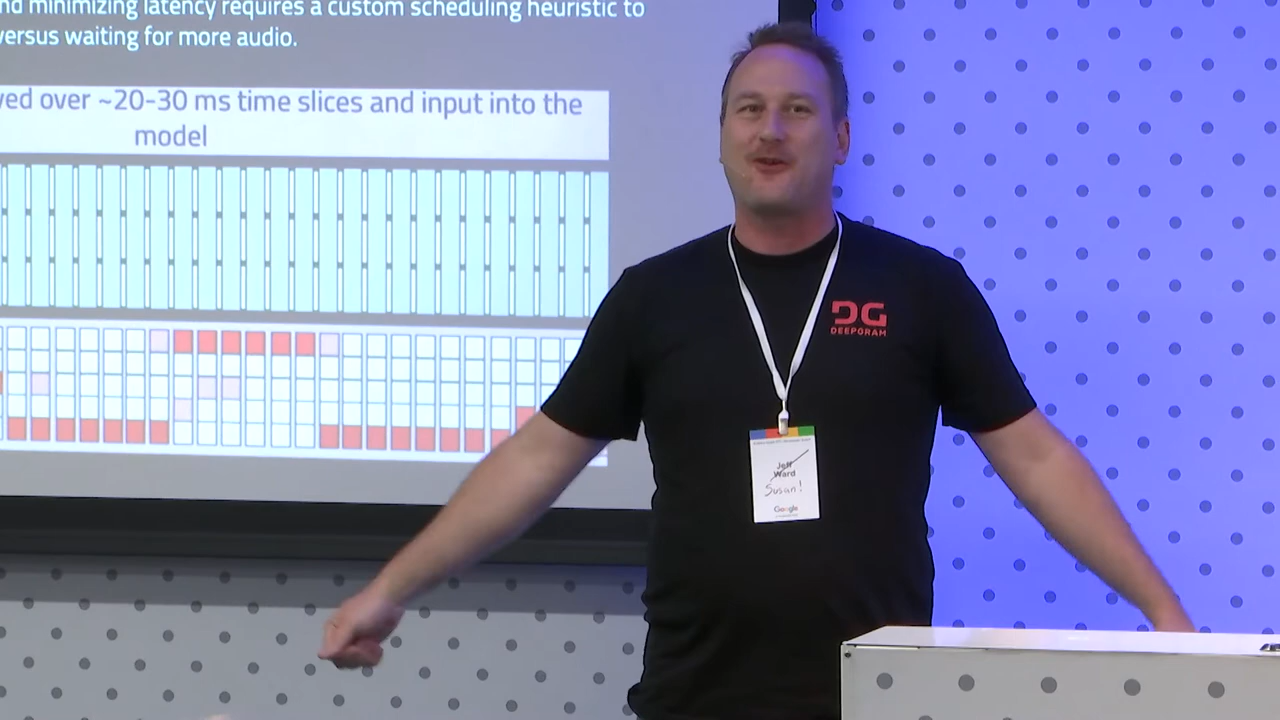 nd minimizing latency requires a custom scheduling heuristic to
versus waiting for more audio.
yed over ~20-30 ms time slices and input into the
model
DG
DEEPGRAM
Jeff
Ward
Susan!
Google